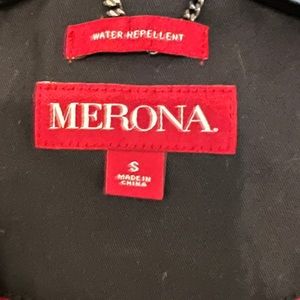 WATER REPELLENT
MERONA.
S
MADE IN
CHINA